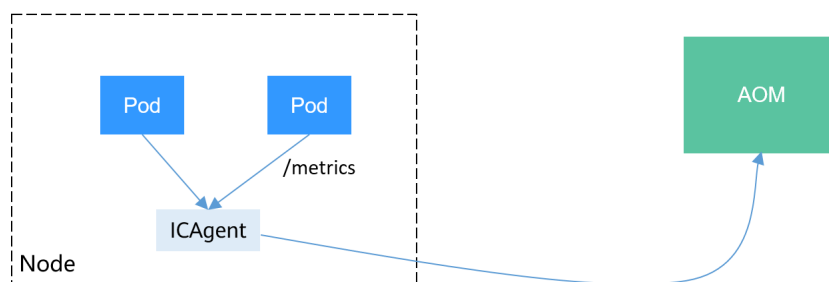 Pod
Pod
AOM
/metrics
ICAgent
Node